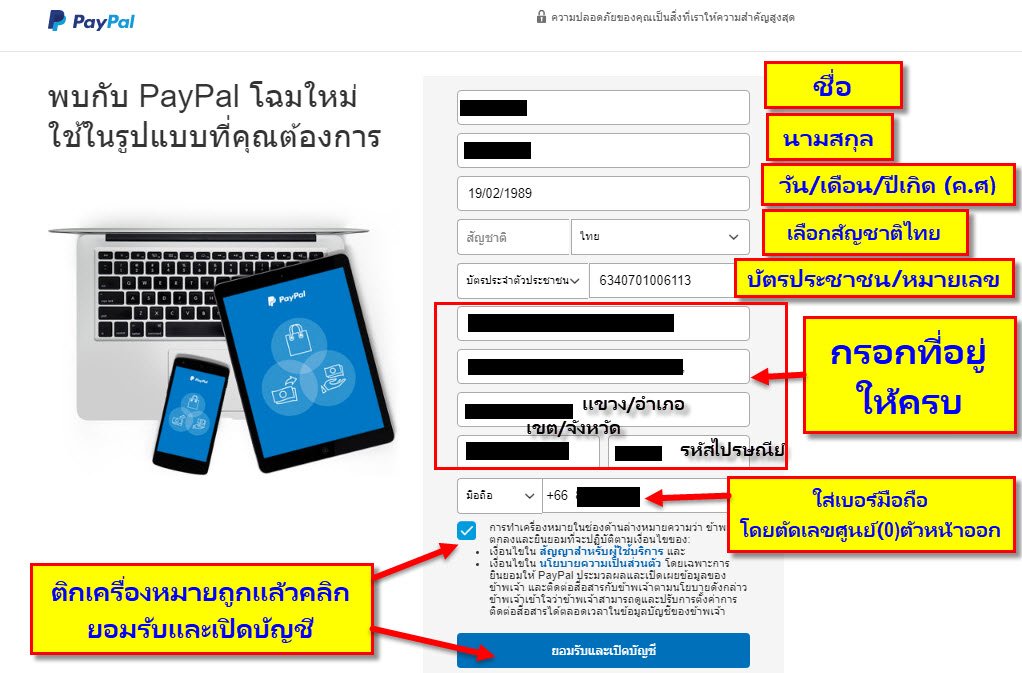 PayPal
ความปลอดภัยของคุณเป็นสิ่งที่เราให้ความสำคัญสูงสุด
พบกับ PayPal โฉมใหม่
ใช้ในรูปแบบที่คุณต้องการ
PayPal
PayPal
ชื่อ
นามสกุล
19/02/1989
วัน/เดือน/ปีเกิด (ค.ศ)
สัญชาติ
ไทย
เลือกสัญชาติไทย
บัตรประจำตัวประชาชน
6340701006113
บัตรประชาชน/หมายเลข
กรอกที่อยู่
ให้ครบ
แขวง/อำเภอ
เขต/จังหวัด
รหัสไปรษณีย์
มือถือ
+66
ใส่เบอร์มือถือ
โดยตัดเลขศูนย์(0)ตัวหน้าออก
การทำเครื่องหมายในช่องด้านล่างหมายความว่า ข้าพ
ตกลงและยินยอมที่จะปฏิบัติตามเงื่อนไขของ:
เงื่อนไขใน สัญญาสำหรับผู้ใช้บริการ และ
เงื่อนไขใน นโยบายความเป็นส่วนตัว โดยเฉพาะการ
ยินยอมให้ PayPal ประมวลผลและเปิดเผยข้อมูลของ
ข้าพเจ้า และติดต่อสื่อสารกับข้าพเจ้าตามนโยบายดังกล่าว
ข้าพเจ้าเข้าใจว่าข้าพเจ้าสามารถดูและปรับการตั้งค่าการ
ติดต่อสื่อสารได้ตลอดเวลาในข้อมูลบัญชีของข้าพเจ้า
ติกเครื่องหมายถูกแล้วคลิก
ยอมรับและเปิดบัญชี
ยอมรับและเปิดบัญชี